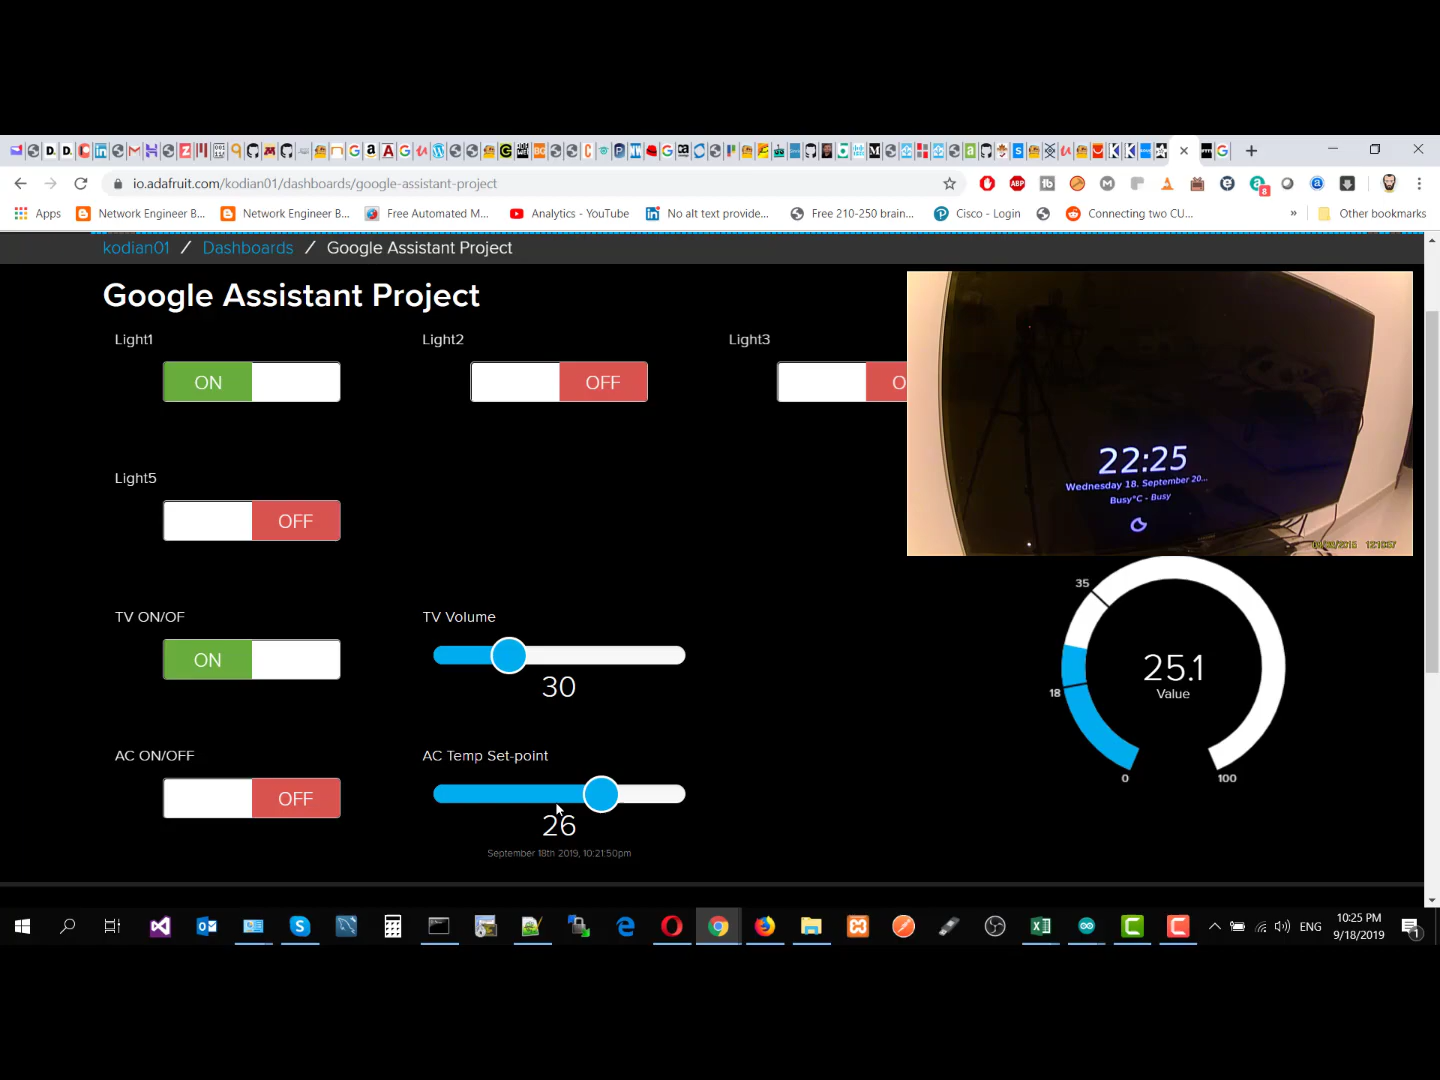 io.adafruit.com/kodian01/dashboards/google-assistant-project
Apps
Network Engineer B...
Network Engineer B...
Free Automated M...
Analytics - YouTube
No alt text provide...
Free 210-250 brain...
Cisco - Login
Connecting two CU...
»
Other bookmarks
kodian01 / Dashboards / Google Assistant Project
Google Assistant Project
Light1
Light2
Light3
ON
OFF
O
22:25
Wednesday 18. September 20...
Busy°C - Busy
Light5
OFF
TV ON/OF
TV Volume
ON
30
35
18
25.1
Value
0
100
AC ON/OFF
AC Temp Set-point
OFF
26
September 18th 2019, 10:21:50pm
ENG
10:25 PM
9/18/2019
1